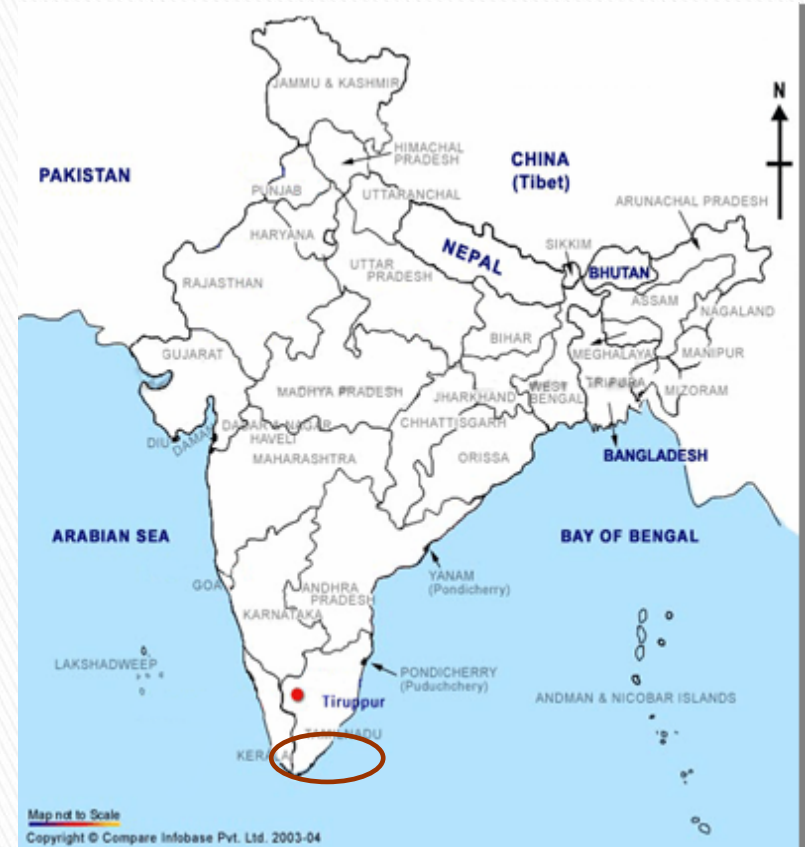 N
JAMMU & KASHMIR
HIMACHAL
PRADESH
CHINA
(Tibet)
PAKISTAN
PUNJAB
UTTARANCHAL
ARUNACHAL PRADESH
HARYANA
NEPAL
SIKKIM
BHUTAN
UTTAR
PRADESH
RAJASTHAN
ASSAM
NAGALAND
BIHAR
GUJARAT
MEGHALAYA
MANIPUR
MADHYA PRADESH
JHARKHAND
WEST
BENGAL
TRIPURA
MIZORAM
DIU
DAMAN
DADAR & NAGAR
HAVELI
CHHATTISGARH
MAHARASHTRA
ORISSA
BANGLADESH
ARABIAN SEA
BAY OF BENGAL
GOA
ANDHRA
PRADESH
YANAM
(Pondicherry)
KARNATAKA
LAKSHADWEEP
PONDICHERRY
(Puduchchery)
ANDMAN & NICOBAR ISLANDS
Tiruppur
TAMILNADU
KERALA
Map not to Scale
Copyright © Compare Infobase Pvt. Ltd. 2003-04